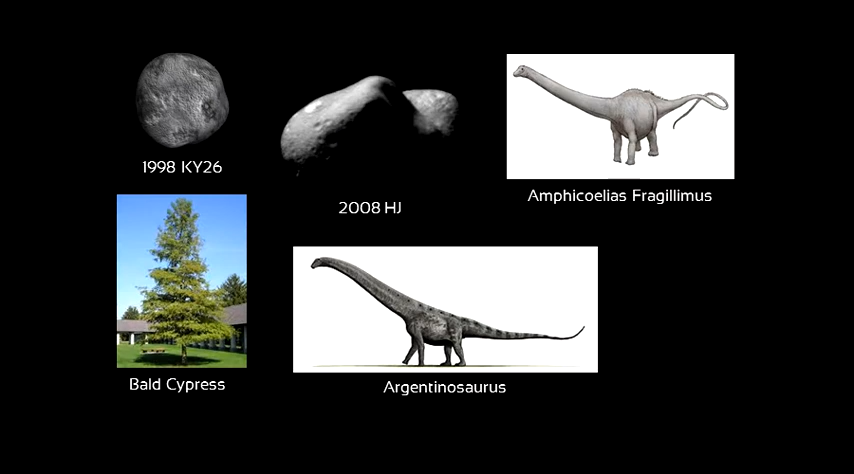 1998 KY26
2008 HJ
Amphicoelias Fragillimus
Bald Cypress
Argentinosaurus